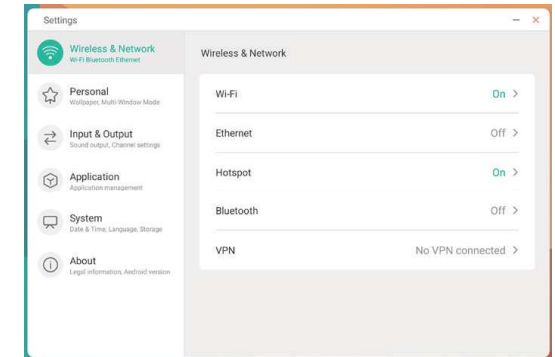 Settings
Wireless & Network
Wi-Fi Bluetooth Ethernet
Personal
Wallpaper, Multi-Window Mode
Input & Output
Sound output, Channel settings
Application
Application management
System
Date & Time, Language, Storage
About
Legal information, Android version
Wireless & Network
Wi-Fi On
Ethernet Off
Hotspot On
Bluetooth Off
VPN No VPN connected